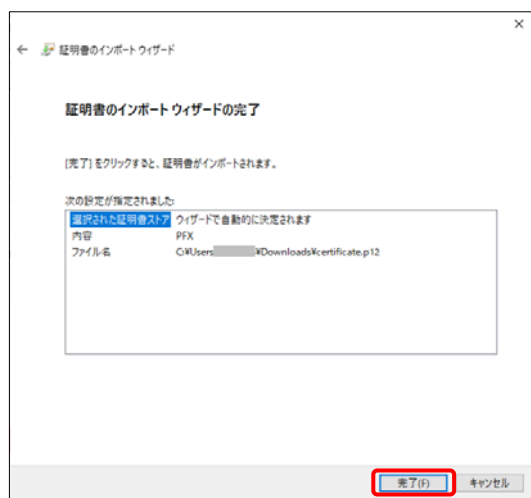 証明書のインポート ウィザード
証明書のインポート ウィザードの完了
[完了] をクリックすると、証明書がインポートされます。
次の設定が指定されました:
選択された証明書ストア ウィザードで自動的に決定されます
内容 PFX
ファイル名 C:¥Users ¥Downloads¥certificate.p12
完了(F) キャンセル